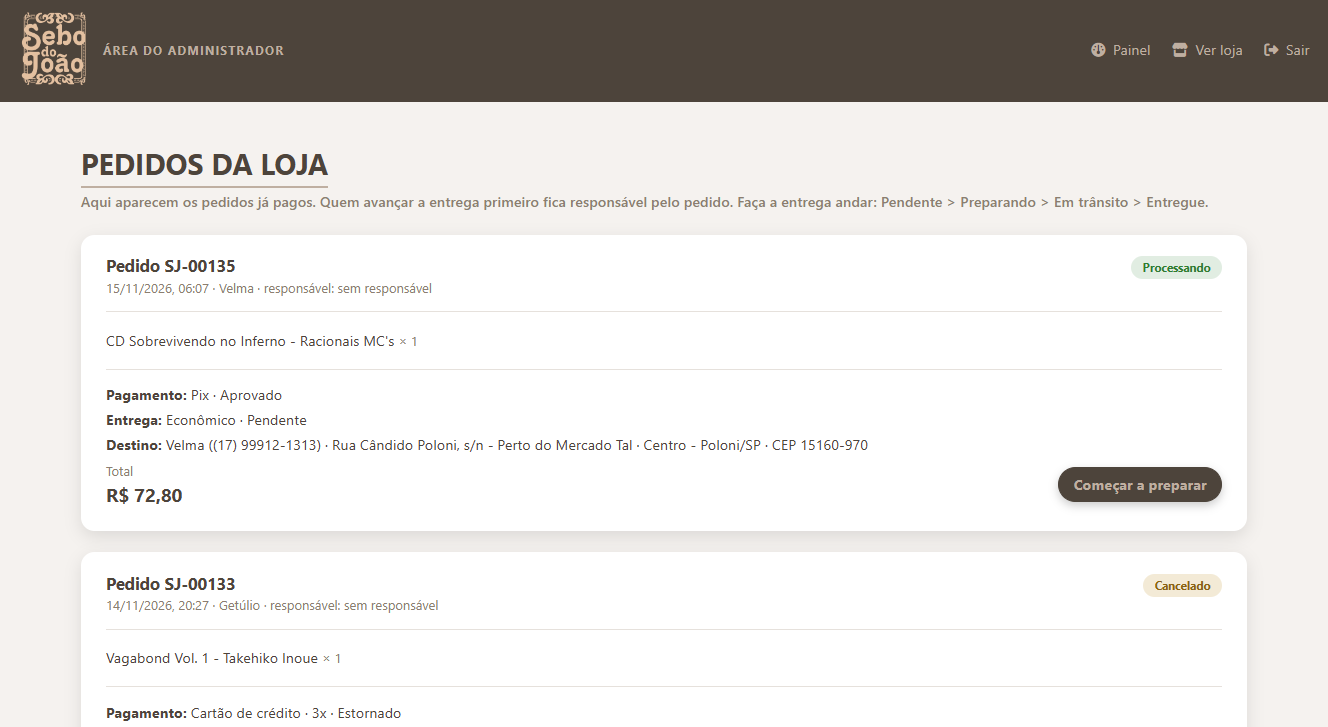 Sebo
do
João
ÁREA DO ADMINISTRADOR
Painel
Ver loja
Sair
PEDIDOS DA LOJA
Aqui aparecem os pedidos já pagos. Quem avançar a entrega primeiro fica responsável pelo pedido. Faça a entrega andar: Pendente > Preparando > Em trânsito > Entregue.
Pedido SJ-00135
Processando
15/11/2026, 06:07 · Velma · responsável: sem responsável
CD Sobrevivendo no Inferno - Racionais MC's × 1
Pagamento: Pix · Aprovado
Entrega: Econômico · Pendente
Destino: Velma ((17) 99912-1313) · Rua Cândido Poloni, s/n - Perto do Mercado Tal · Centro - Poloni/SP · CEP 15160-970
Total
R$ 72,80
Começar a preparar
Pedido SJ-00133
Cancelado
14/11/2026, 20:27 · Getúlio · responsável: sem responsável
Vagabond Vol. 1 - Takehiko Inoue × 1
Pagamento: Cartão de crédito · 3x · Estornado